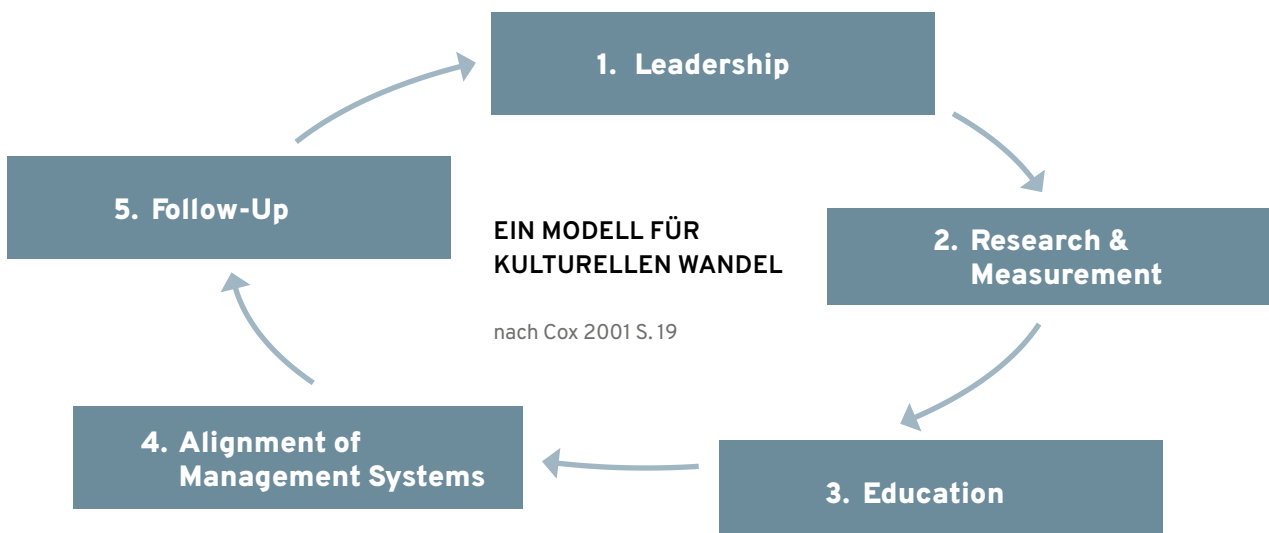 1. Leadership
5. Follow-Up
EIN MODELL FÜR
KULTURELLEN WANDEL
nach Cox 2001 S. 19
2. Research &
Measurement
4. Alignment of
Management Systems
3. Education